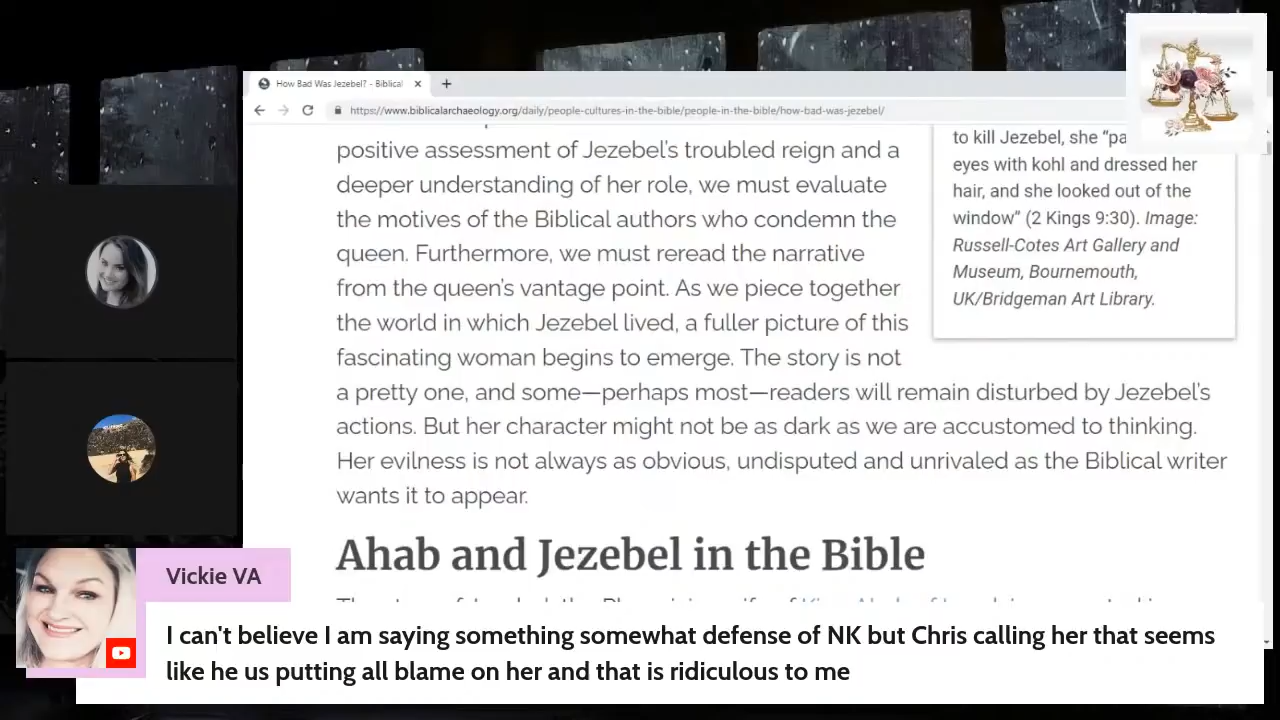 How Bad Was Jezebel? - Biblical
https://www.biblicalarchaeology.org/daily/people-cultures-in-the-bible/people-in-the-bible/how-bad-was-jezebel/
positive assessment of Jezebel's troubled reign and a
deeper understanding of her role, we must evaluate
the motives of the Biblical authors who condemn the
queen. Furthermore, we must reread the narrative
from the queen's vantage point. As we piece together
the world in which Jezebel lived, a fuller picture of this
fascinating woman begins to emerge. The story is not
a pretty one, and some—perhaps most—readers will remain disturbed by Jezebel's
actions. But her character might not be as dark as we are accustomed to thinking.
Her evilness is not always as obvious, undisputed and unrivaled as the Biblical writer
wants it to appear.
to kill Jezebel, she “pa
eyes with kohl and dressed her
hair, and she looked out of the
window” (2 Kings 9:30). Image:
Russell-Cotes Art Gallery and
Museum, Bournemouth,
UK/Bridgeman Art Library.
Ahab and Jezebel in the Bible
Vickie VA
I can't believe I am saying something somewhat defense of NK but Chris calling her that seems
like he us putting all blame on her and that is ridiculous to me